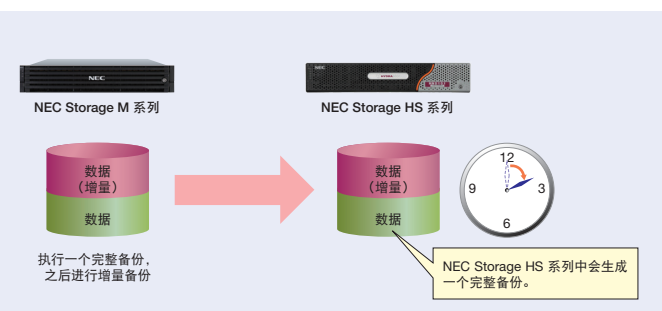 NEC
NEC
NEC Storage M 系列
NEC Storage HS 系列
数据
（增量）
数据
数据
（增量）
数据
12
9
3
6
执行一个完整备份，
之后进行增量备份
NEC Storage HS 系列中会生成
一个完整备份。